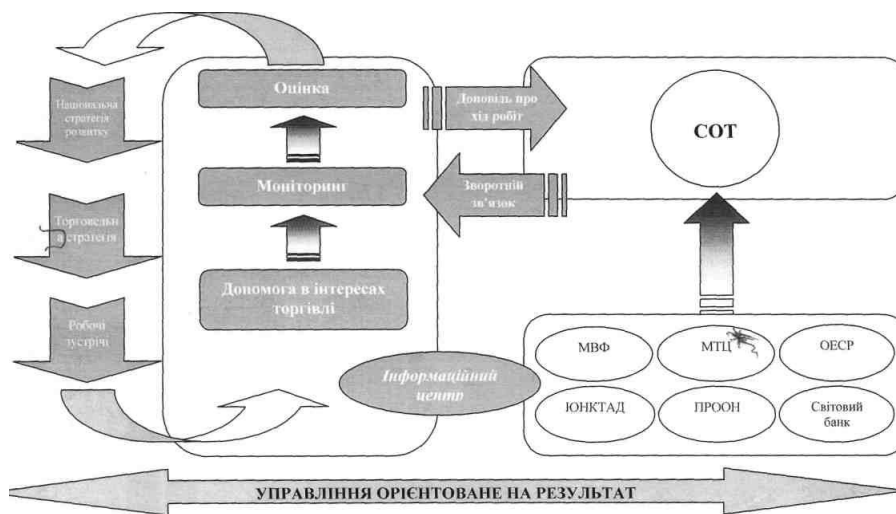 Оцінка
Національна
стратегія
розвитку
Доповідь про
хід робіт
СОТ
Моніторинг
Зворотній
зв'язок
Торговельн
а стратегія
Допомога в інтересах
торгівлі
Робочі
зустрічі
МВФ
МТЦ
ОЕСР
Інформаційний
центр
ЮНКТАД
ПРООН
Світовий
банк
УПРАВЛІННЯ ОРІЄНТОВАНЕ НА РЕЗУЛЬТАТ